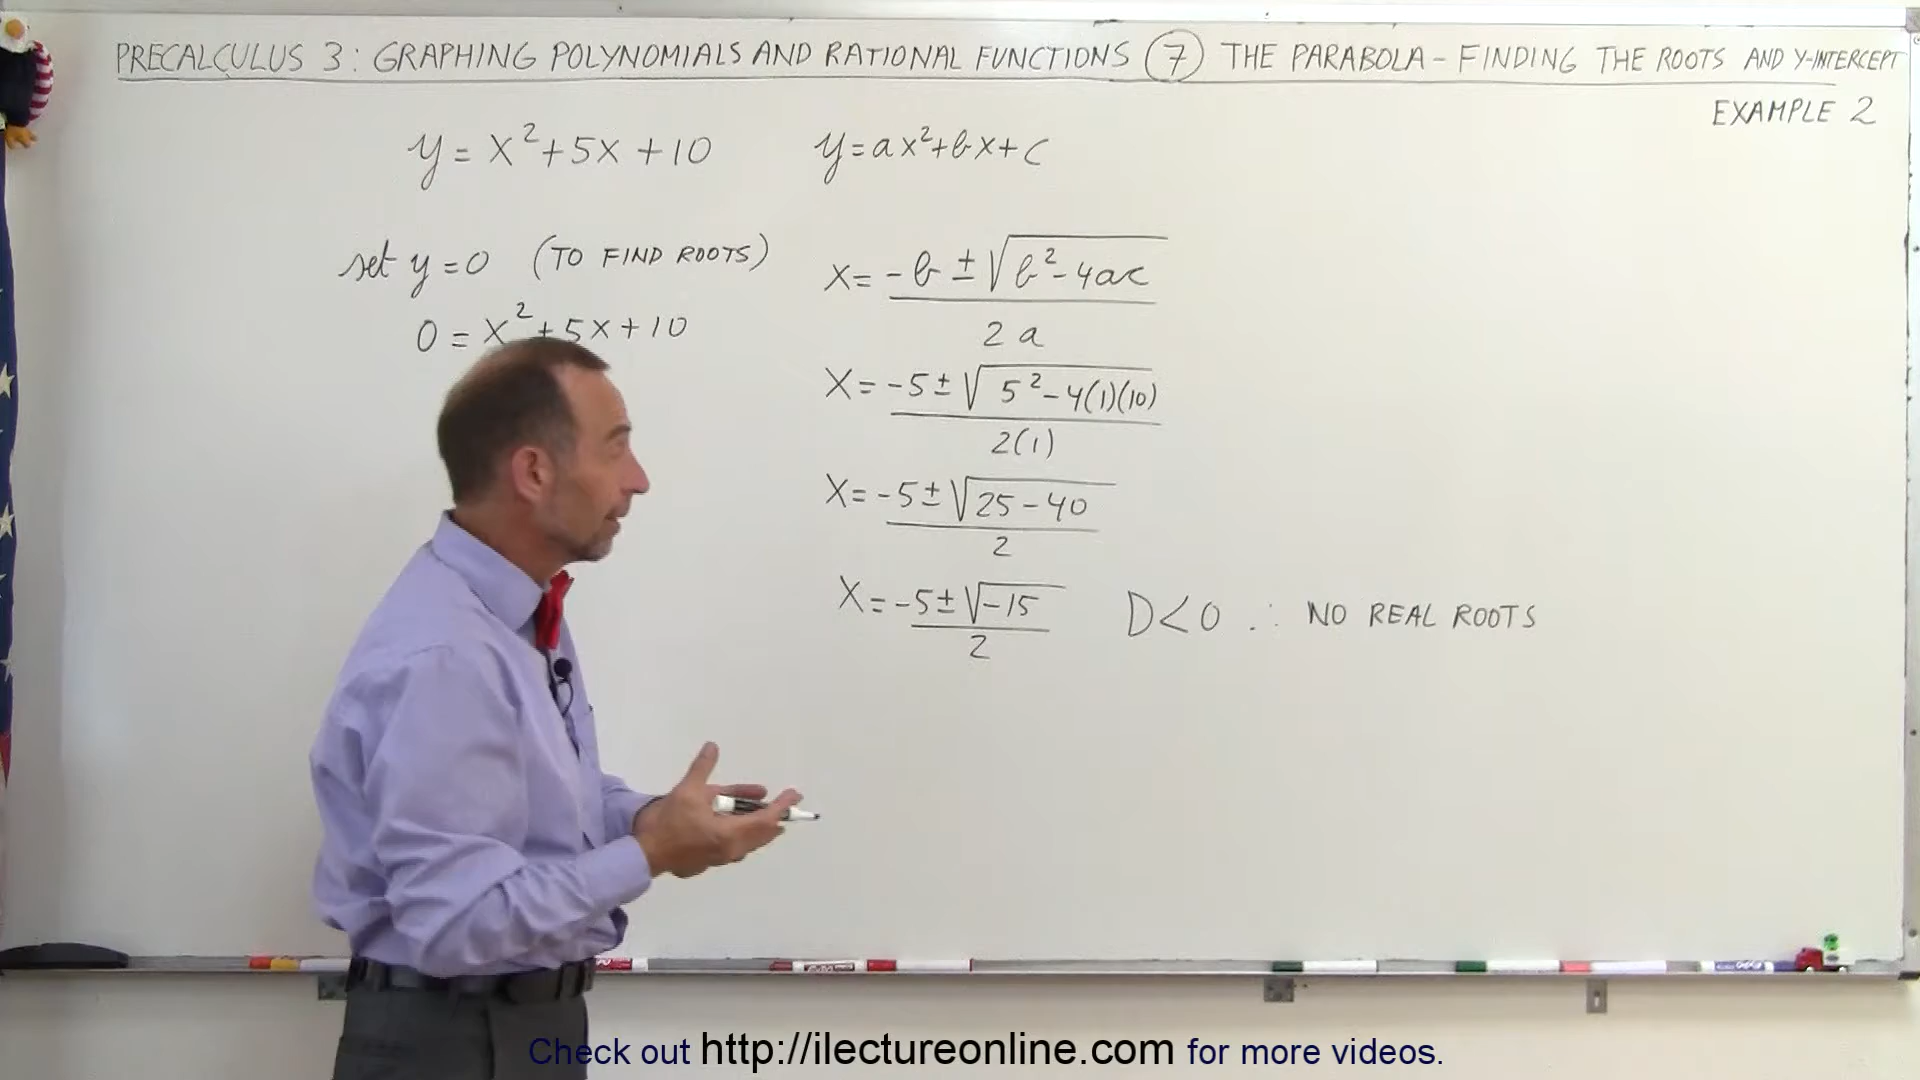 PRECALCULUS 3: GRAPHING POLYNOMIALS AND RATIONAL FUNCTIONS (7) THE PARABOLA - FINDING THE ROOTS AND Y-INTERCEPT
EXAMPLE 2
y = x² + 5x + 10
y = ax² + bx + c
set y = 0 (TO FIND ROOTS)
0 = x² + 5x + 10
x = (-b ± √(b² - 4ac)) / 2a
x = (-5 ± √(5² - 4(1)(10))) / 2(1)
x = (-5 ± √(25 - 40)) / 2
x = (-5 ± √(-15)) / 2 D < 0 ∴ NO REAL ROOTS
Check out http://ilectureonline.com for more videos.